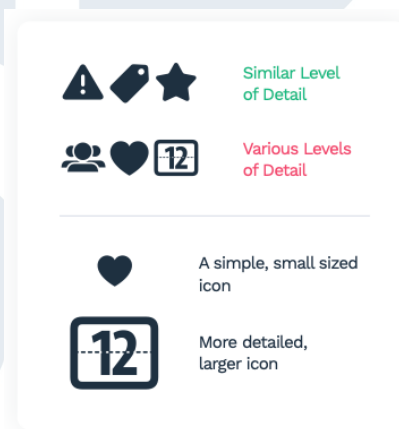 Similar Level
of Detail
12
Various Levels
of Detail
A simple, small sized
icon
12
More detailed,
larger icon